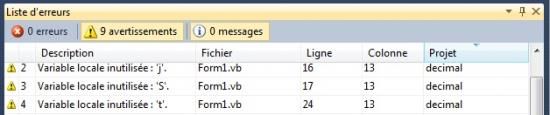 Liste d'erreurs
0 erreurs 9 avertissements 0 messages
Description Fichier Ligne Colonne Projet
2 Variable locale inutilisée : 'j'. Form1.vb 16 13 decimal
3 Variable locale inutilisée : 'S'. Form1.vb 17 13 decimal
4 Variable locale inutilisée : 't'. Form1.vb 24 13 decimal